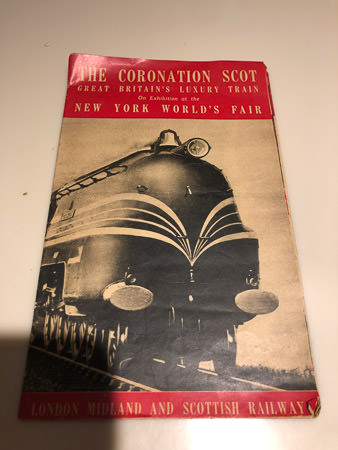 THE CORONATION SCOT
GREAT BRITAIN'S LUXURY TRAIN
On Exhibition at the
NEW YORK WORLD'S FAIR
LONDON MIDLAND AND SCOTTISH RAILWAY